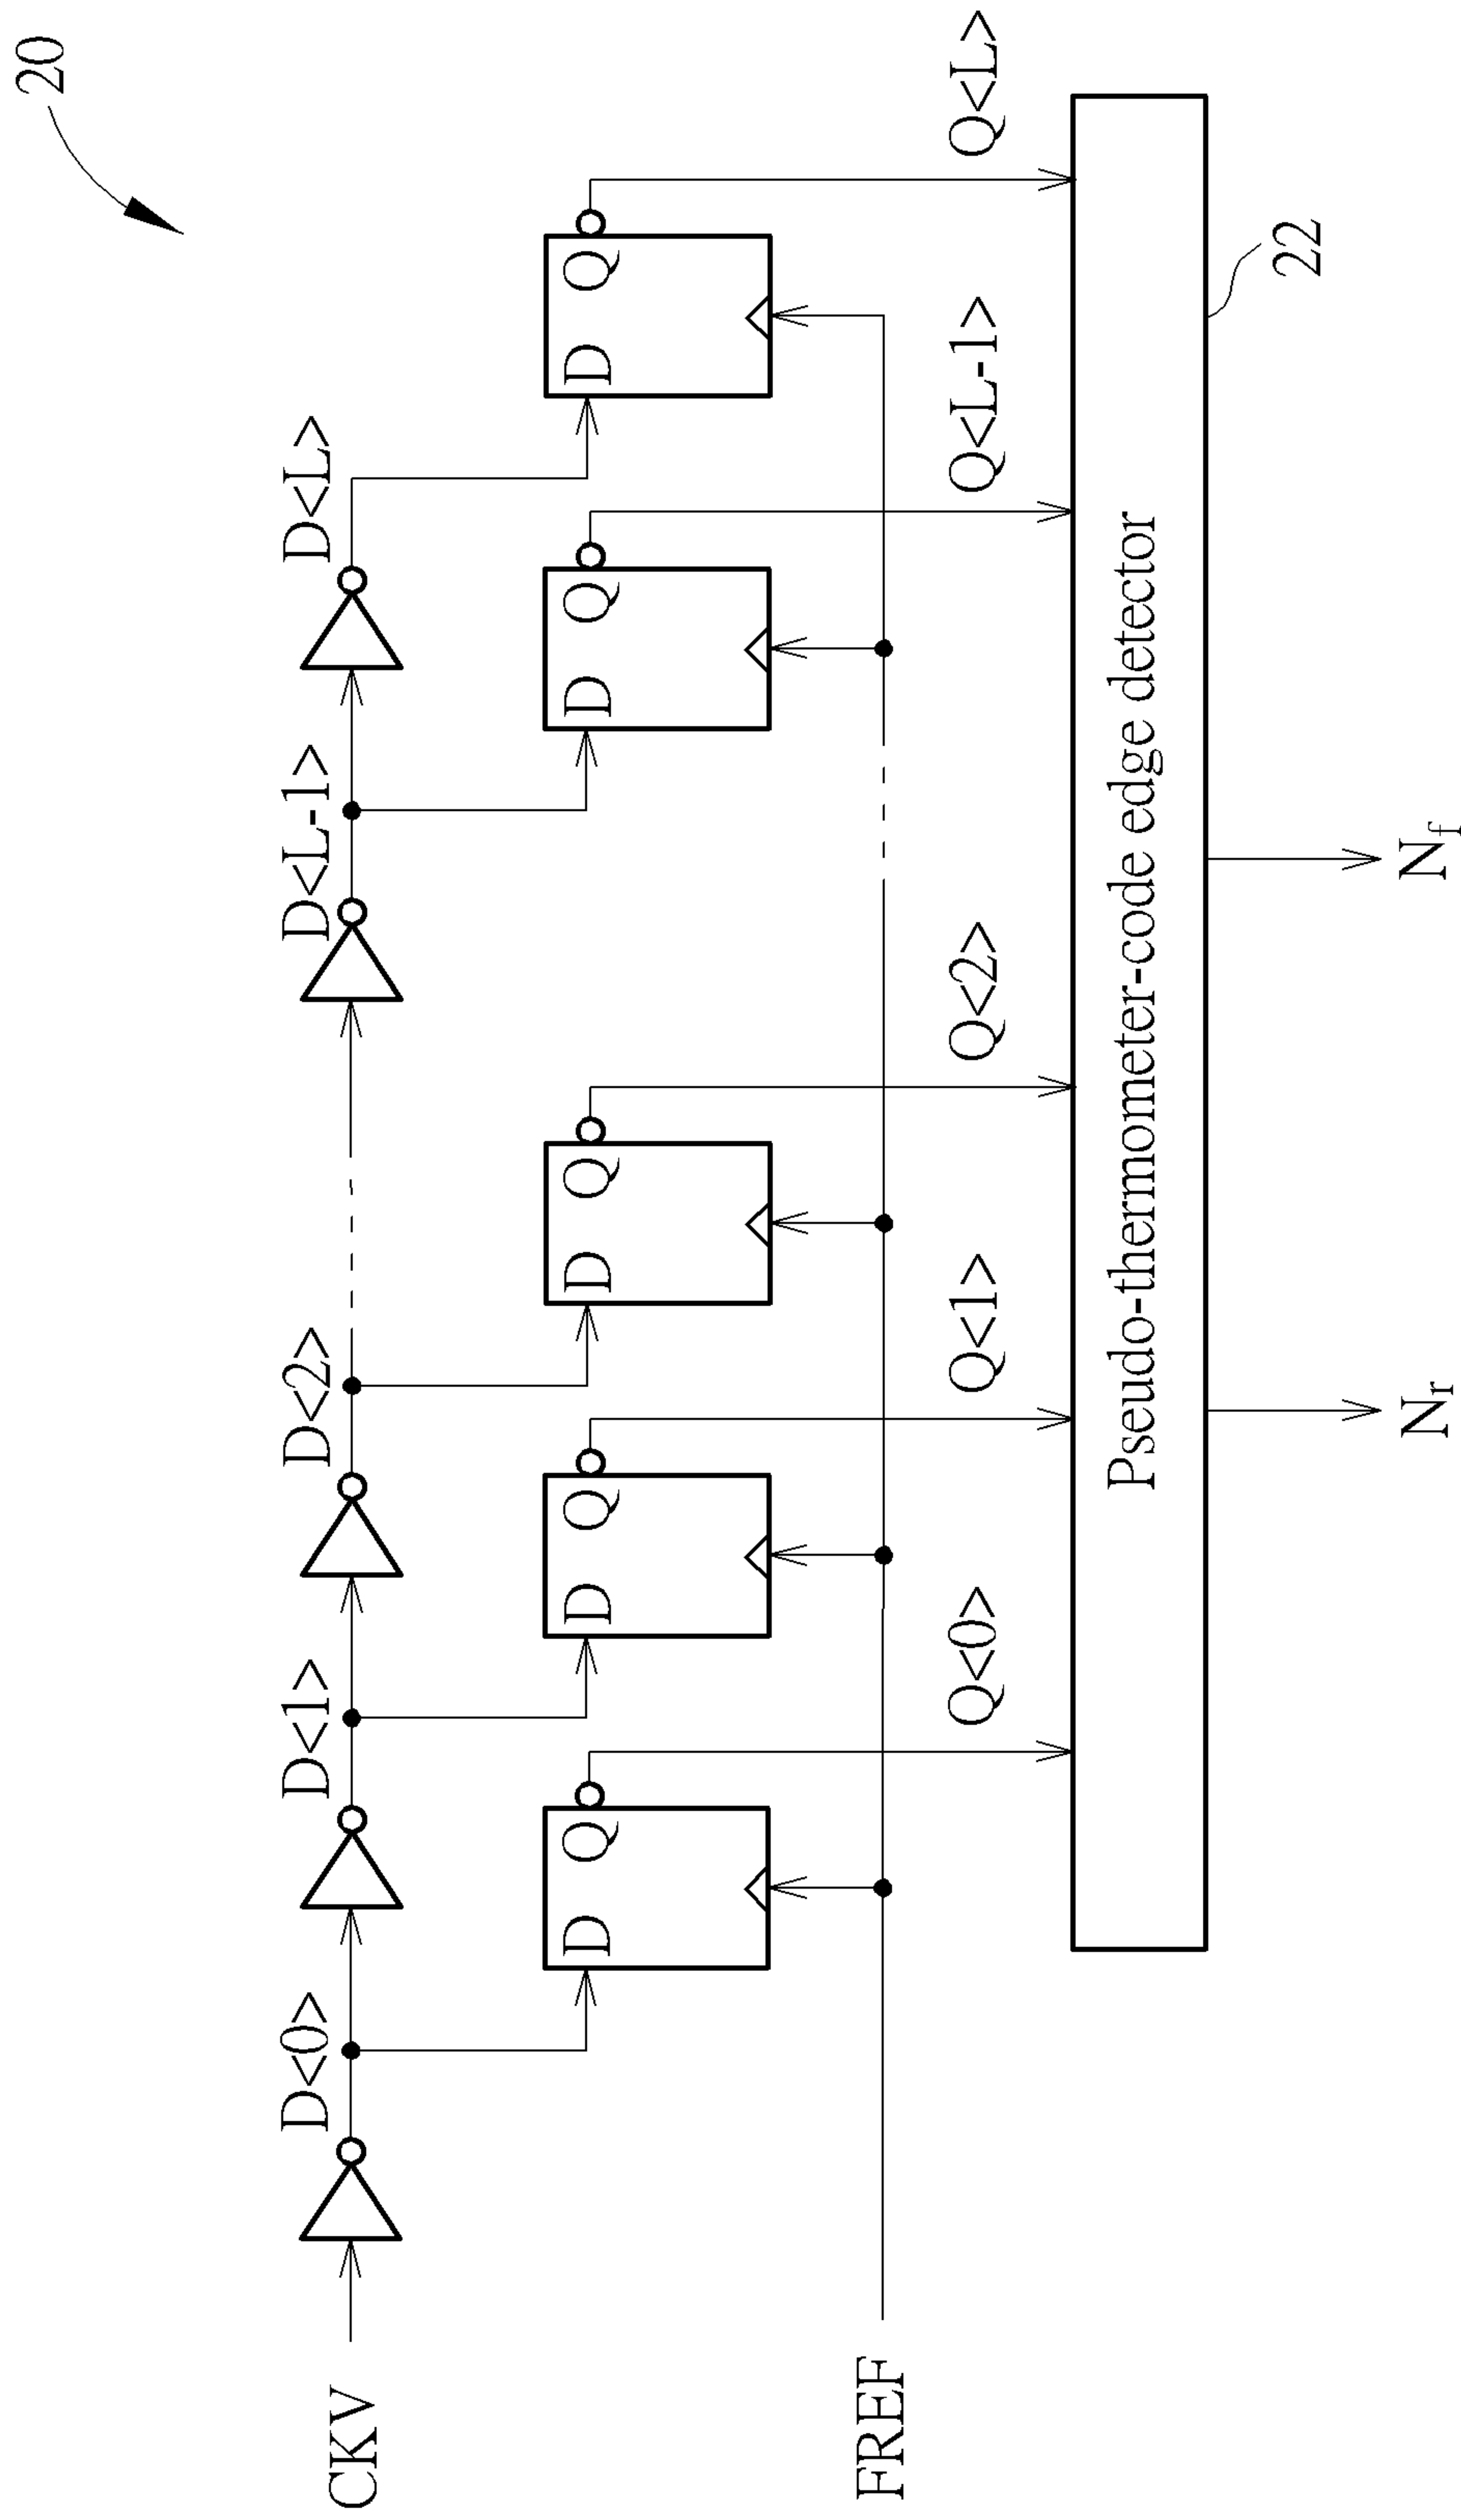 20
D<0>
D<1>
D<2>
D<L-1>
D<L>
CKV
D Q
D Q
D Q
D Q
D Q
FREF
Q<0>
Q<1>
Q<2>
Q<L-1>
Q<L>
Pseudo-thermometer-code edge detector
22
Nr
Nf